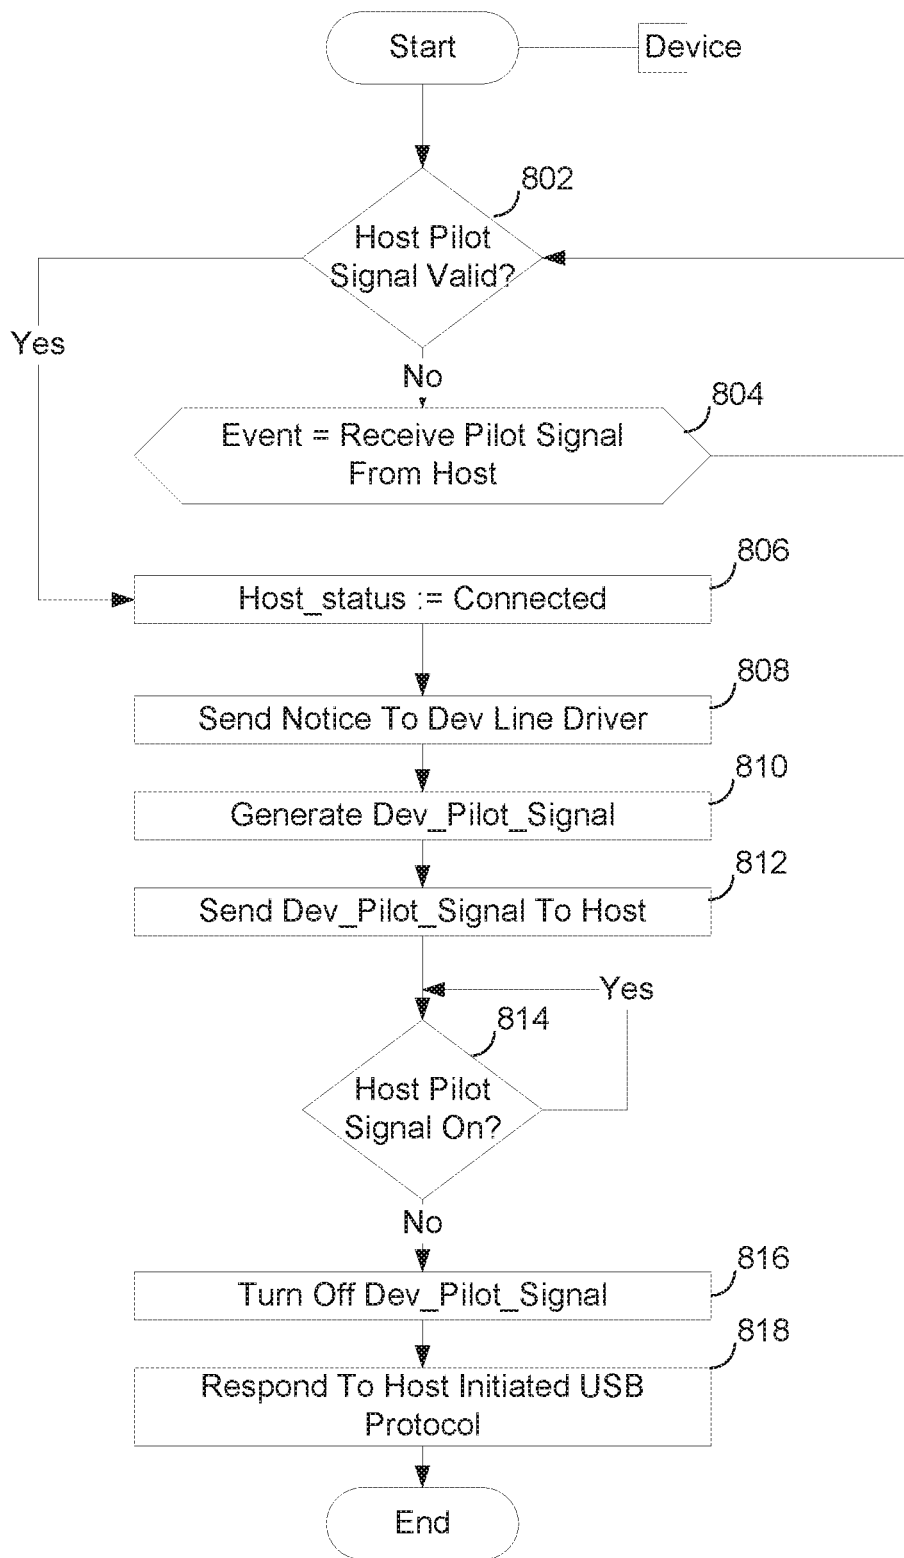 Start
Device
802
Host Pilot
Signal Valid?
Yes
No
804
Event = Receive Pilot Signal
From Host
806
Host_status := Connected
808
Send Notice To Dev Line Driver
810
Generate Dev_Pilot_Signal
812
Send Dev_Pilot_Signal To Host
Yes
814
Host Pilot
Signal On?
No
816
Turn Off Dev_Pilot_Signal
818
Respond To Host Initiated USB
Protocol
End